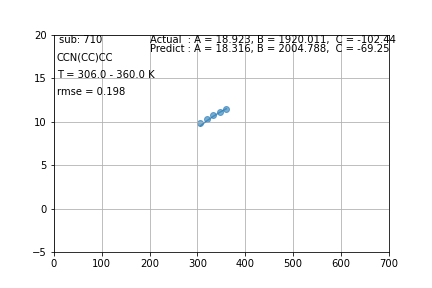 sub: 710
Actual : A = 18.923, B = 1920.011, C = -102.44
Predict : A = 18.316, B = 2004.788, C = -69.25
CCN(CC)CC
T = 306.0 - 360.0 K
rmse = 0.198
20
15
10
5
0
−5
0 100 200 300 400 500 600 700